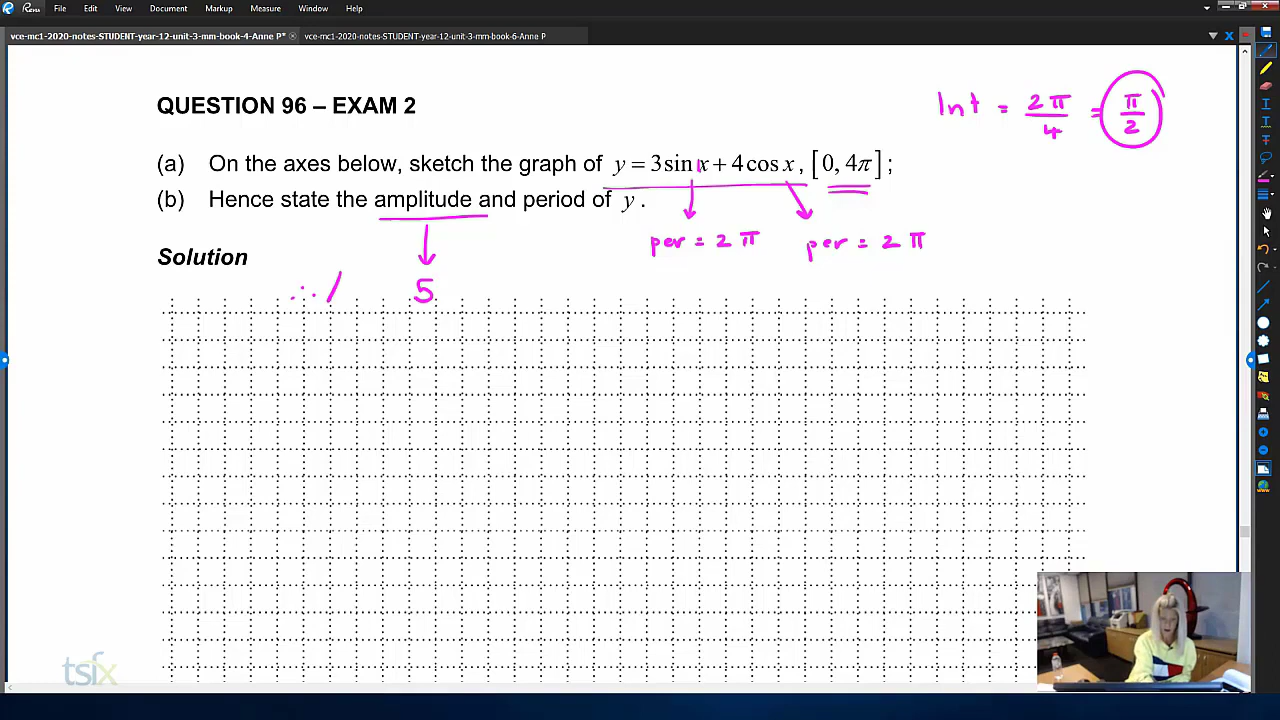 File Edit View Document Markup Measure Window Help
vce-mc1-2020-notes-STUDENT-year-12-unit-3-mm-book-4-Anne P* vce-mc1-2020-notes-STUDENT-year-12-unit-3-mm-book-6-Anne P
QUESTION 96 – EXAM 2
Int = 2π/4 = π/2
(a) On the axes below, sketch the graph of y = 3sin x + 4cos x, [0, 4π];
(b) Hence state the amplitude and period of y.
per = 2π per = 2π
Solution
∴ 5
tsfx